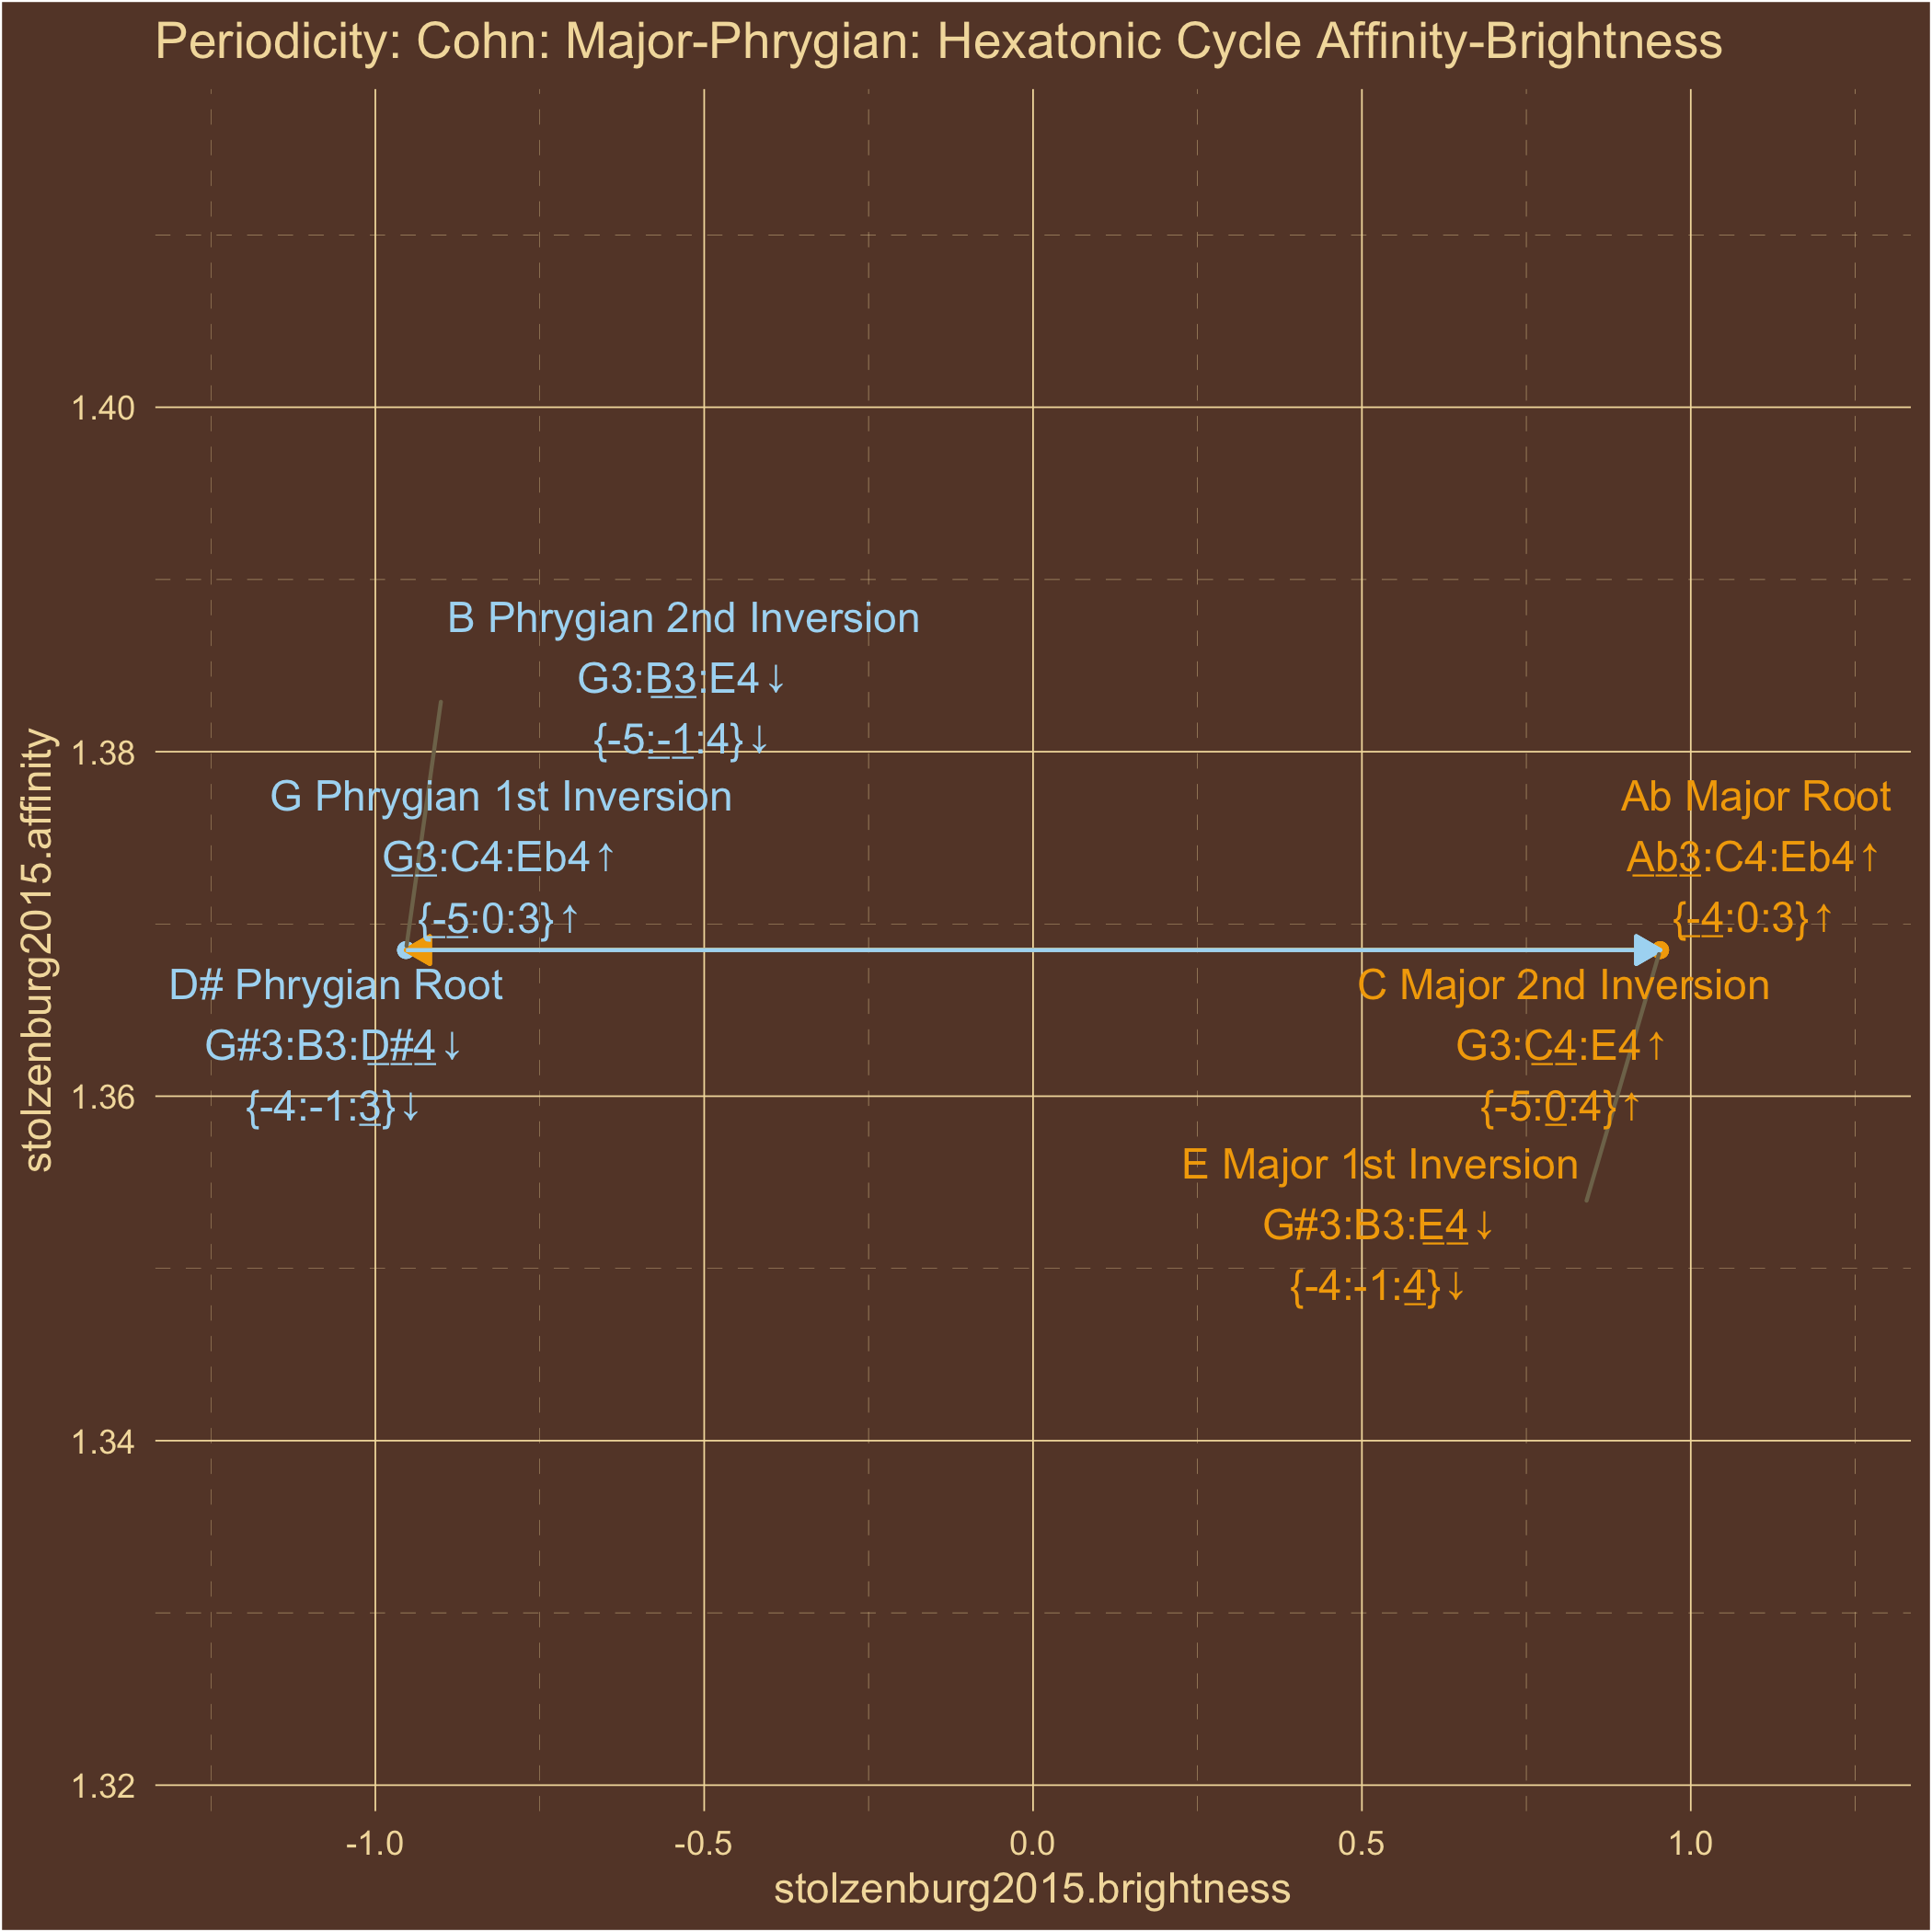 Periodicity: Cohn: Major-Phrygian: Hexatonic Cycle Affinity-Brightness
stolzenburg2015.affinity
1.40
1.38
1.36
1.34
1.32
B Phrygian 2nd Inversion
G3:B3:E4↓
{-5:-1:4}↓
G Phrygian 1st Inversion
G3:C4:Eb4↑
{-5:0:3}↑
Ab Major Root
Ab3:C4:Eb4↑
{-4:0:3}↑
D# Phrygian Root
G#3:B3:D#4↓
{-4:-1:3}↓
C Major 2nd Inversion
G3:C4:E4↑
{-5:0:4}↑
E Major 1st Inversion
G#3:B3:E4↓
{-4:-1:4}↓
-1.0
-0.5
0.0
0.5
1.0
stolzenburg2015.brightness